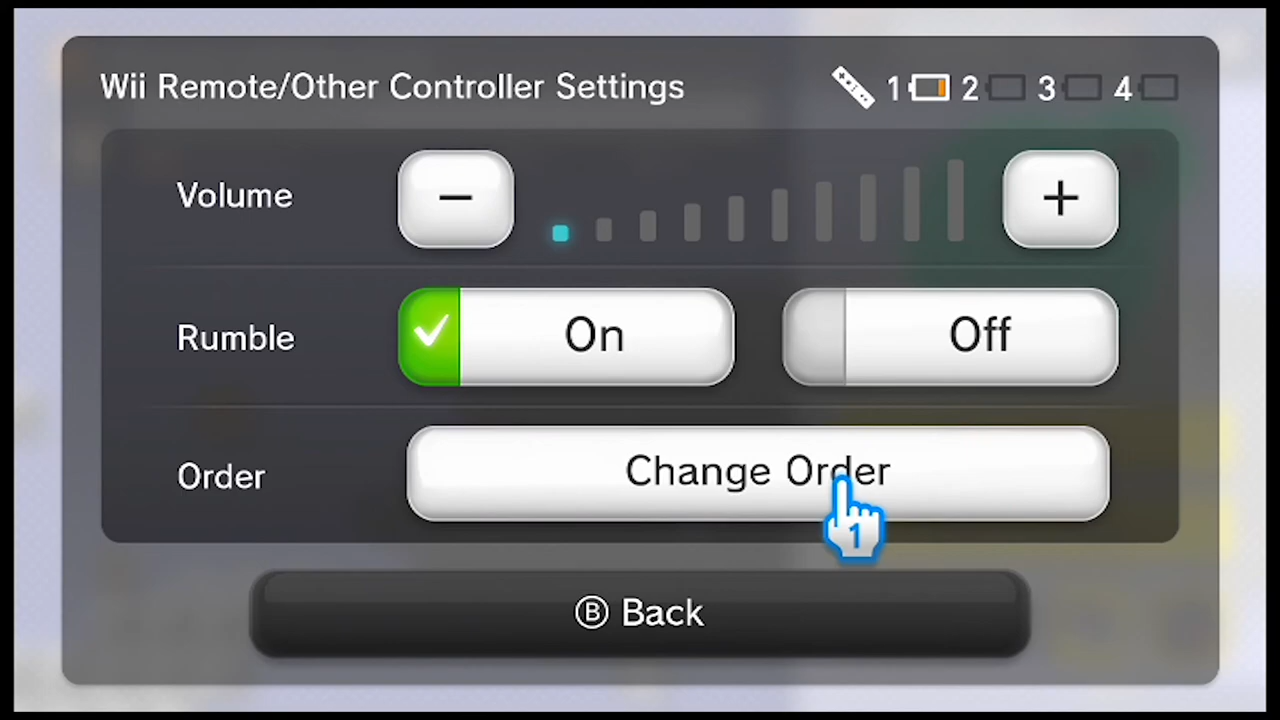 Wii Remote/Other Controller Settings 1 2 3 4
Volume − +
Rumble On Off
Order Change Order
1
Ⓑ Back